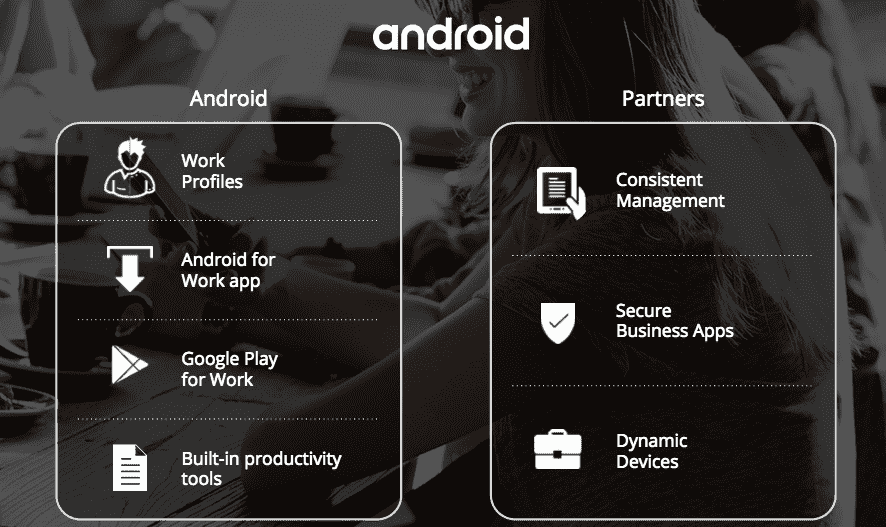 android
Android
Work
Profiles
Android for
Work app
Google Play
for Work
Built-in productivity
tools
Partners
Consistent
Management
Secure
Business Apps
Dynamic
Devices